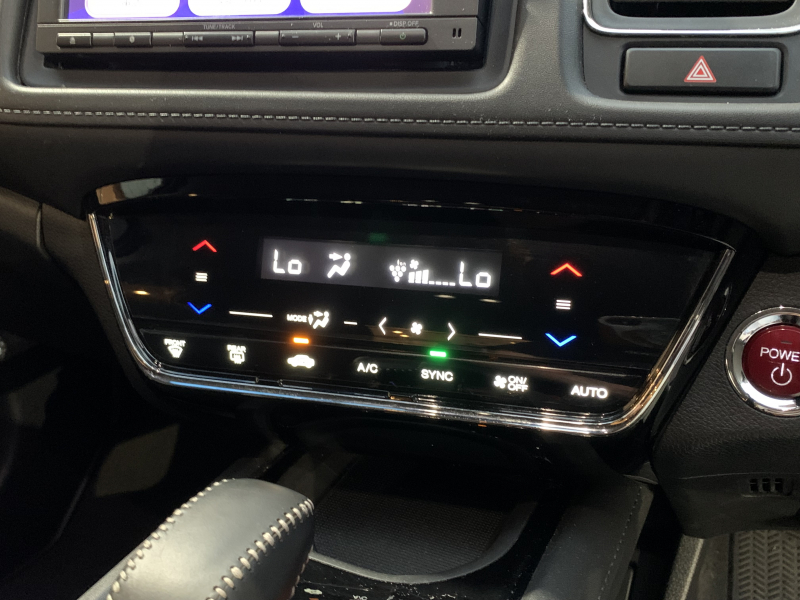 TUNE/TRACK
VOL
DISP OFF
Lo
Lo
MODE
FRONT
REAR
A/C
SYNC
ON/
OFF
AUTO
POWER